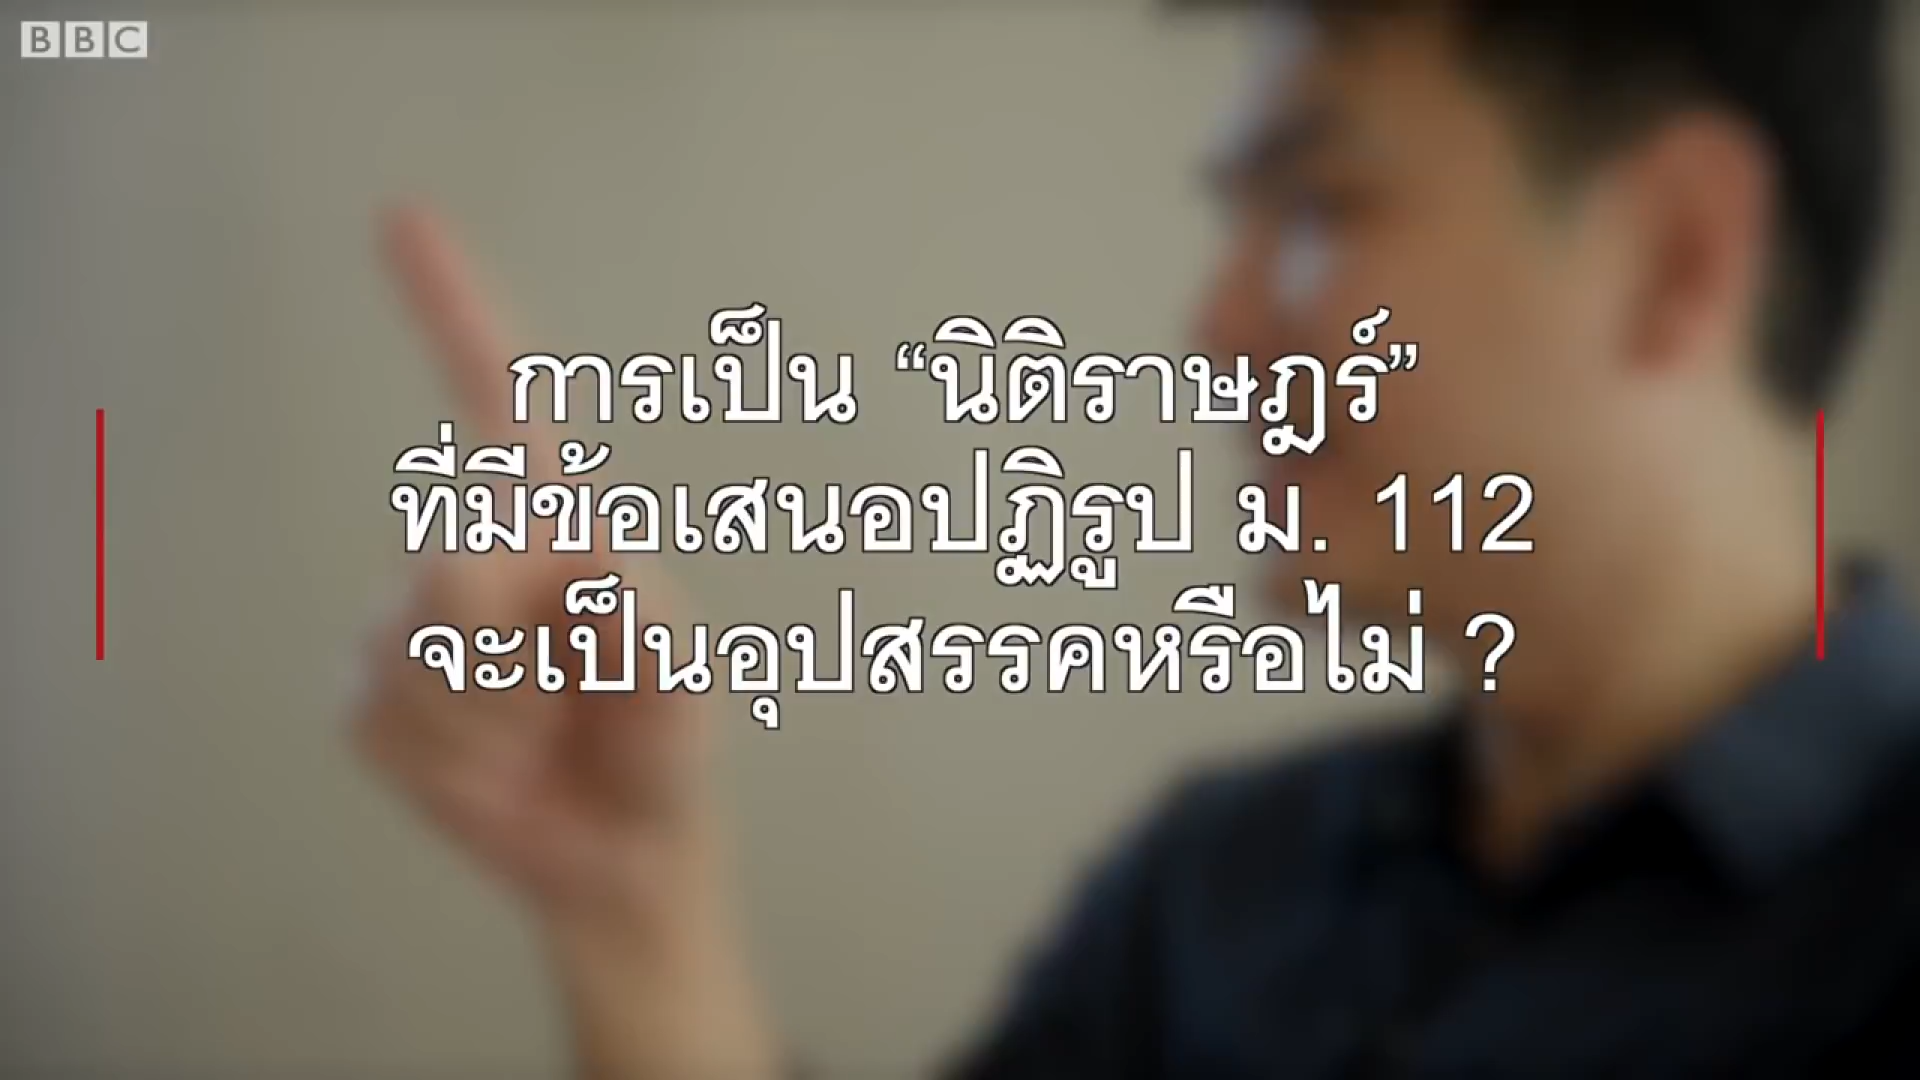 BBC
การเป็น “นิติราษฎร์”
ที่มีข้อเสนอปฏิรูป ม. 112
จะเป็นอุปสรรคหรือไม่ ?